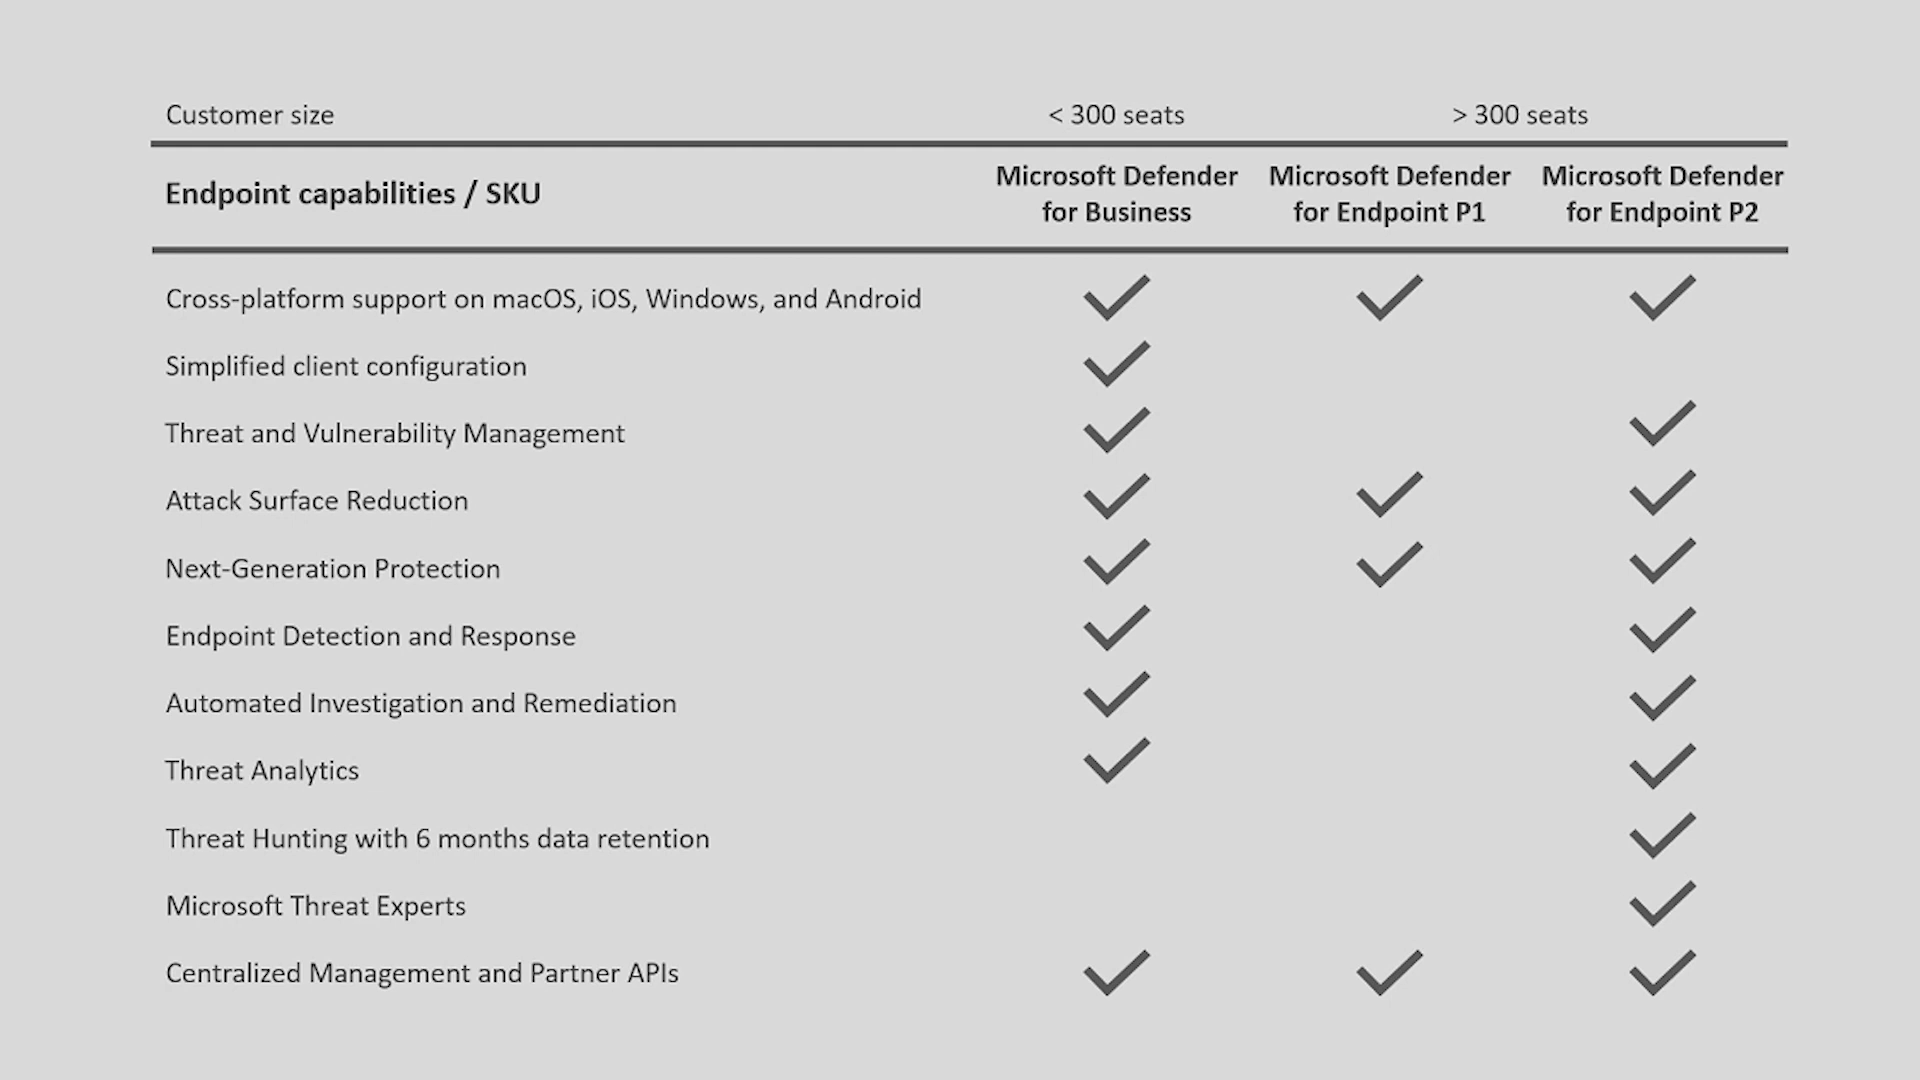 Customer size < 300 seats > 300 seats
Endpoint capabilities / SKU
Microsoft Defender
for Business
Microsoft Defender
for Endpoint P1
Microsoft Defender
for Endpoint P2
Cross-platform support on macOS, iOS, Windows, and Android
Simplified client configuration
Threat and Vulnerability Management
Attack Surface Reduction
Next-Generation Protection
Endpoint Detection and Response
Automated Investigation and Remediation
Threat Analytics
Threat Hunting with 6 months data retention
Microsoft Threat Experts
Centralized Management and Partner APIs